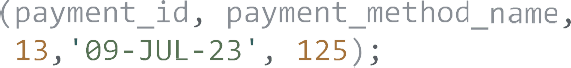 (payment_id, payment_method_name,
13,'09-JUL-23', 125);